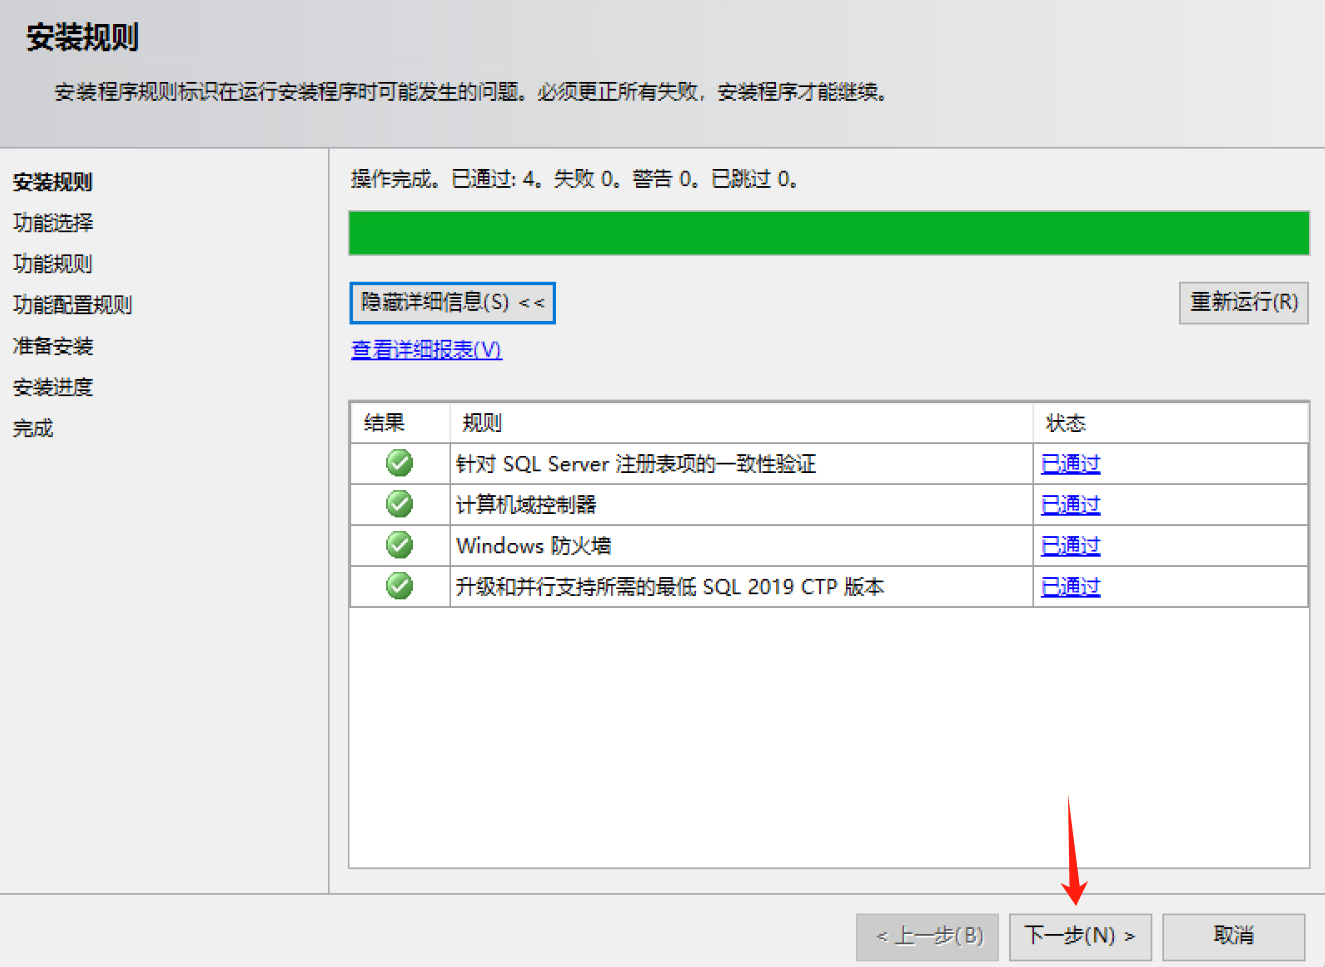 安装规则
安装程序规则标识在运行安装程序时可能发生的问题。必须更正所有失败，安装程序才能继续。
安装规则
功能选择
功能规则
功能配置规则
准备安装
安装进度
完成
操作完成。已通过: 4。失败 0。警告 0。已跳过 0。
隐藏详细信息(S) <<
重新运行(R)
查看详细报表(V)
结果 规则 状态
针对 SQL Server 注册表项的一致性验证 已通过
计算机域控制器 已通过
Windows 防火墙 已通过
升级和并行支持所需的最低 SQL 2019 CTP 版本 已通过
< 上一步(B) 下一步(N) > 取消